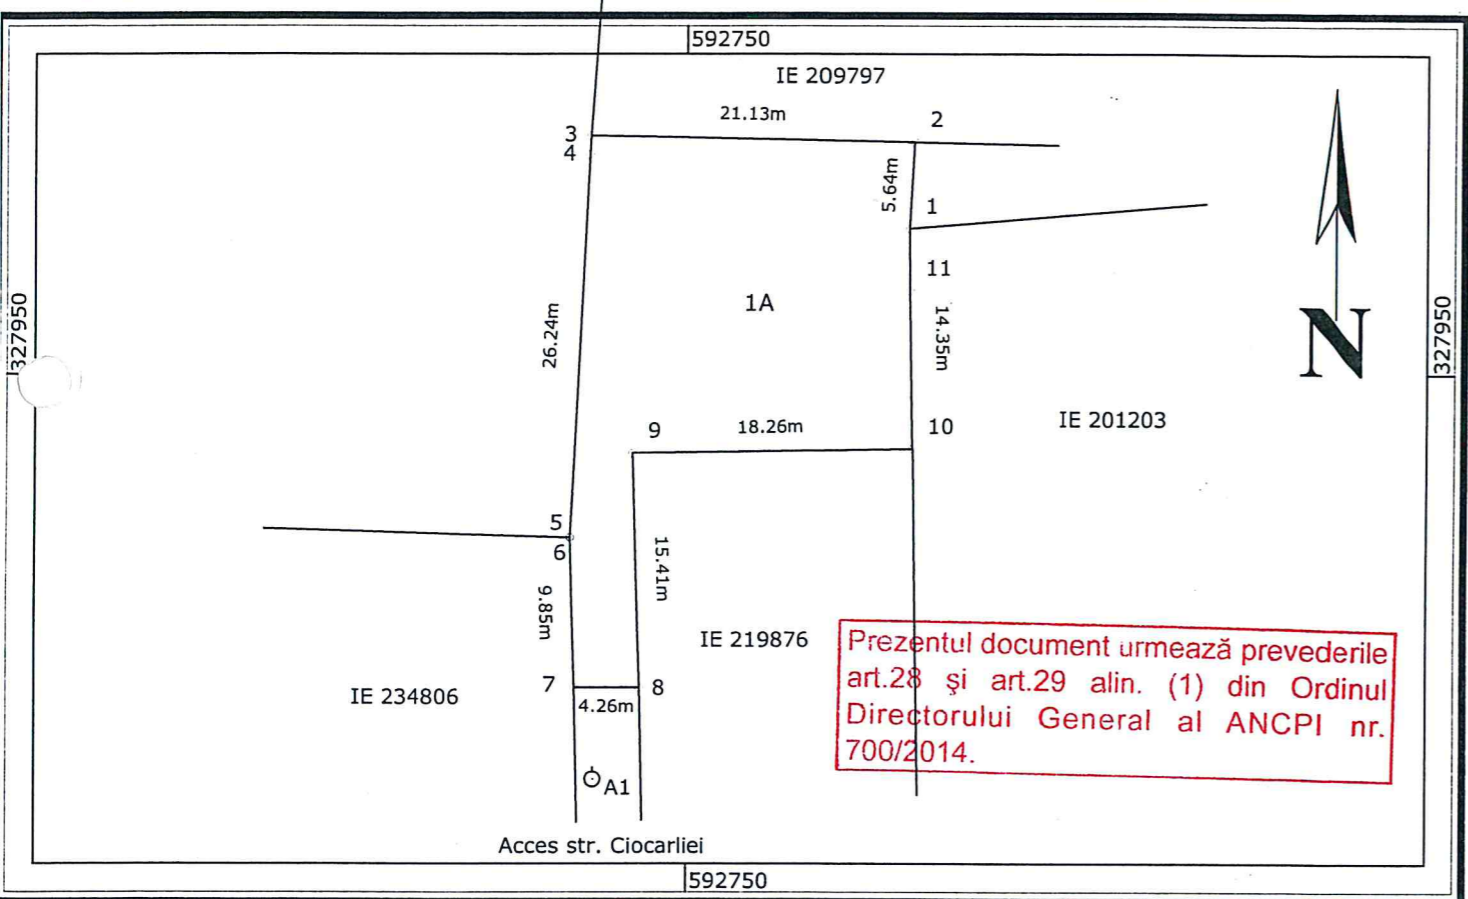 592750
IE 209797
21.13m
2
3
4
5.64m
1
11
1A
327950
26.24m
14.35m
327950
N
9
18.26m
10
IE 201203
5
6
15.41m
9.85m
IE 219876
Prezentul document urmează prevederile
art.28 şi art.29 alin. (1) din Ordinul
Directorului General al ANCPI nr.
700/2014.
7
8
IE 234806
4.26m
A1
Acces str. Ciocarliei
592750